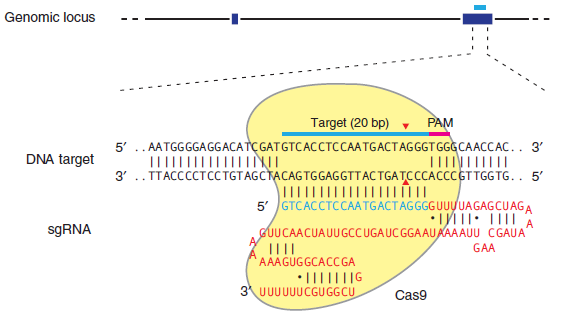 Genomic locus
Target (20 bp) PAM
5′ ..AATGGGGAGGACATCGATGTCACCTCCAATGACTAGGGTGGGCAACCAC.. 3′
DNA target
3′ ..TTACCCCTCCTGTAGCTACAGTGGAGGTTACTGATCCCACCCGTTGGTG.. 5′
5′ GTCACCTCCAATGACTAGGGGUUUUAGAGCUAGA
A
sgRNA
GUUCAACUAUUGCCUGAUCGGAAUAAAAUU CGAUA
A
A
GAA
AAAGUGGCACCGA
G
3′ UUUUUUCGUGGCU
Cas9